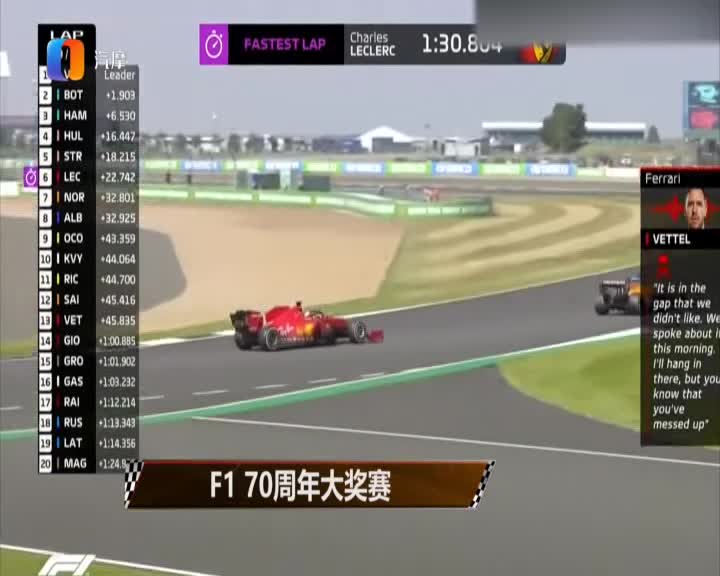 LAP
汽摩
FASTEST LAP
Charles
LECLERC
1:30.804
1
Leader
2 BOT +1.903
3 HAM +6.530
4 HUL +16.447
5 STR +18.215
6 LEC +22.742
7 NOR +32.801
8 ALB +32.925
9 OCO +43.359
10 KVY +44.064
11 RIC +44.700
12 SAI +45.416
13 VET +45.835
14 GIO +1:00.885
15 GRO +1:01.902
16 GAS +1:03.232
17 RAI +1:12.214
18 RUS +1:13.343
19 LAT +1:14.356
20 MAG
Ferrari
VETTEL
"It is in the
gap that we
didn't like. We
spoke about
this morning.
I'll hang in
there, but you
know that
you've
messed up"
F1 70周年大奖赛
F1